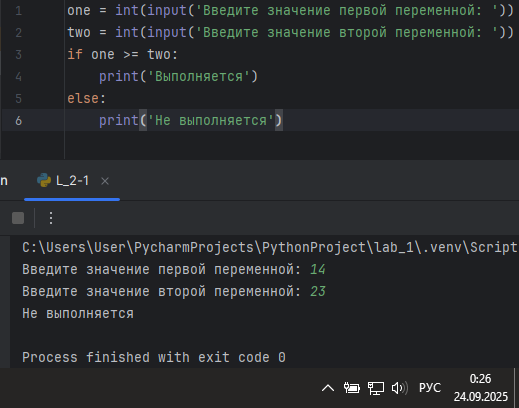 1 one = int(input('Введите значение первой переменной: '))
2 two = int(input('Введите значение второй переменной: '))
3 if one >= two:
4 print('Выполняется')
5 else:
6 print('Не выполняется')
n L_2-1 ×
C:\Users\User\PycharmProjects\PythonProject\lab_1\.venv\Script
Введите значение первой переменной: 14
Введите значение второй переменной: 23
Не выполняется
Process finished with exit code 0
РУС 0:26
24.09.2025